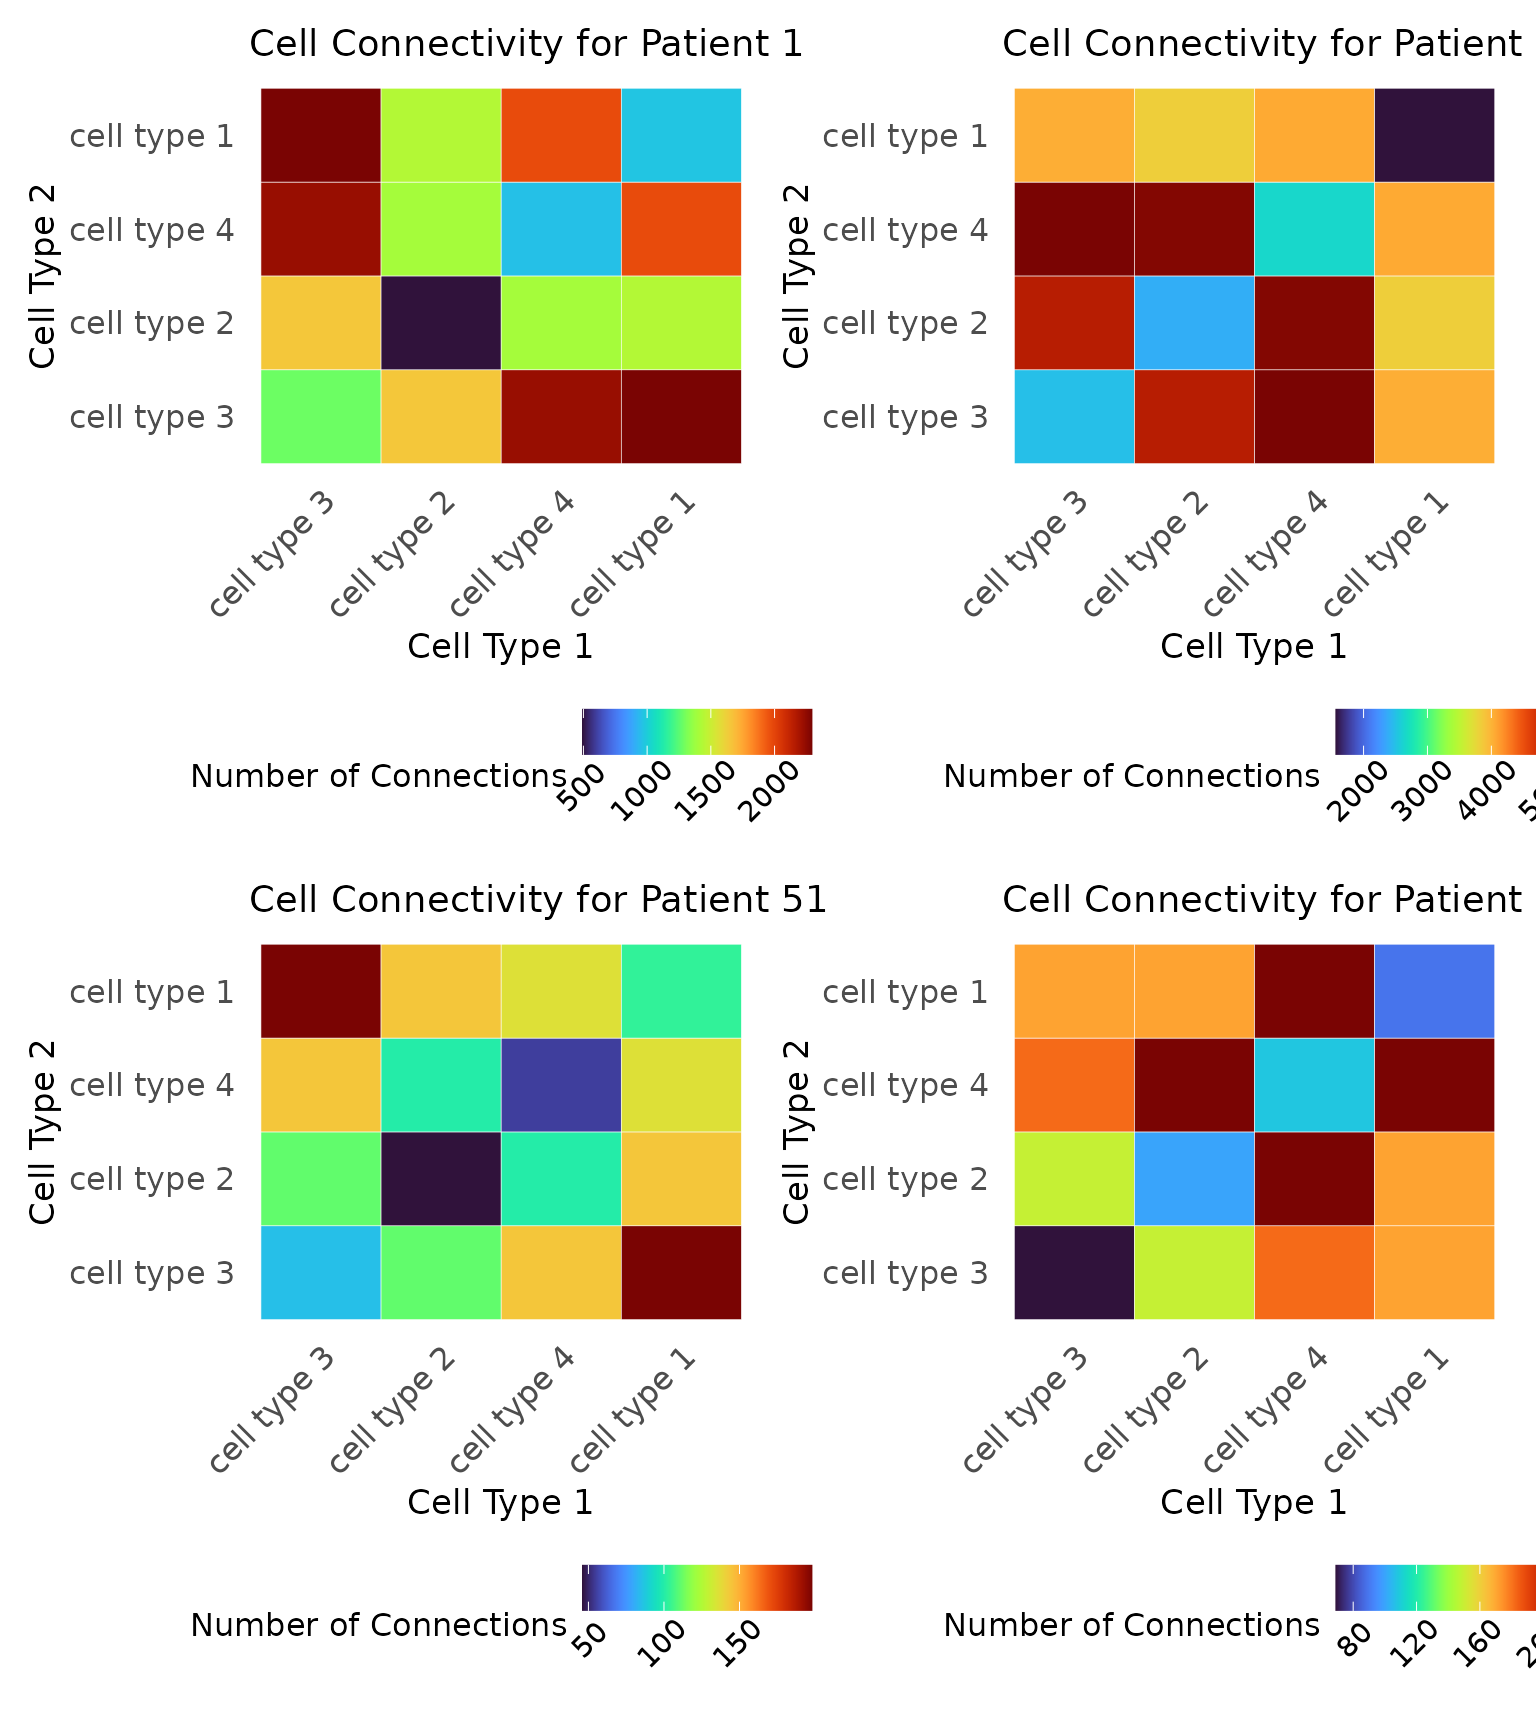 Cell Connectivity for Patient 1
Cell Type 2
cell type 1
cell type 4
cell type 2
cell type 3
cell type 3
cell type 2
cell type 4
cell type 1
Cell Type 1
Number of Connections
500
1000
1500
2000
Cell Connectivity for Patient
Cell Type 2
cell type 1
cell type 4
cell type 2
cell type 3
cell type 3
cell type 2
cell type 4
cell type 1
Cell Type 1
Number of Connections
2000
3000
4000
Cell Connectivity for Patient 51
Cell Type 2
cell type 1
cell type 4
cell type 2
cell type 3
cell type 3
cell type 2
cell type 4
cell type 1
Cell Type 1
Number of Connections
50
100
150
Cell Connectivity for Patient
Cell Type 2
cell type 1
cell type 4
cell type 2
cell type 3
cell type 3
cell type 2
cell type 4
cell type 1
Cell Type 1
Number of Connections
80
120
160